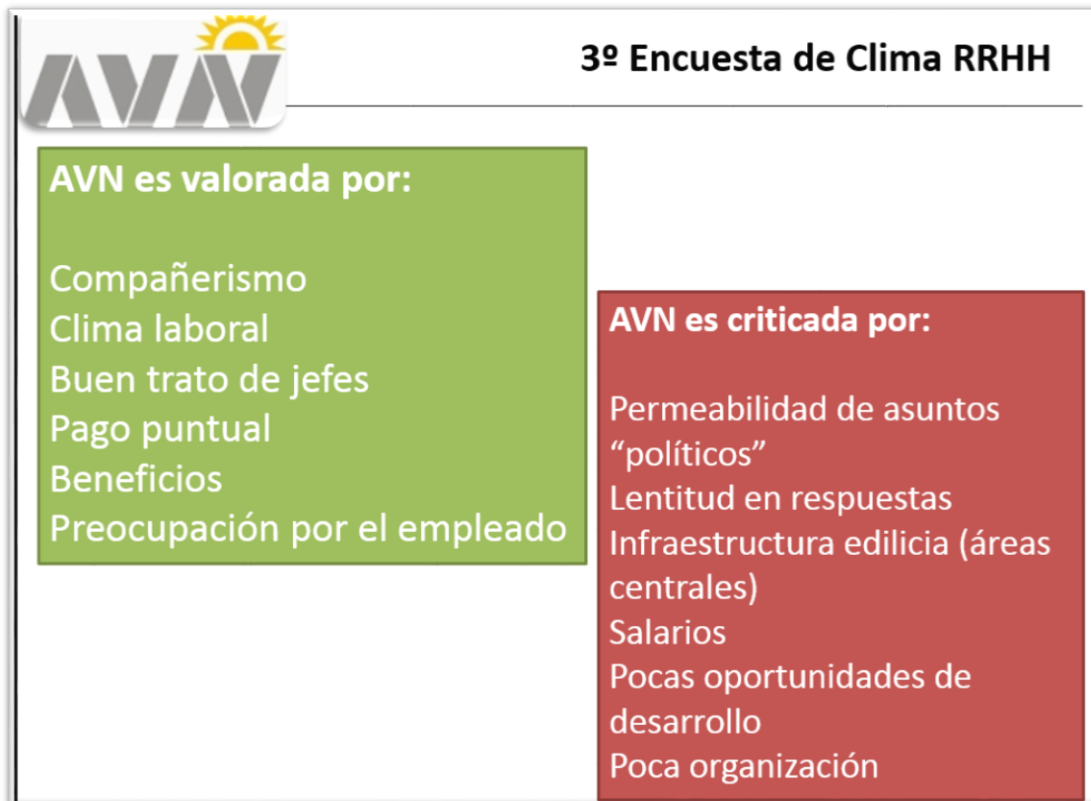 AVN
3º Encuesta de Clima RRHH
AVN es valorada por:
Compañerismo
Clima laboral
Buen trato de jefes
Pago puntual
Beneficios
Preocupación por el empleado
AVN es criticada por:
Permeabilidad de asuntos
“políticos”
Lentitud en respuestas
Infraestructura edilicia (áreas
centrales)
Salarios
Pocas oportunidades de
desarrollo
Poca organización